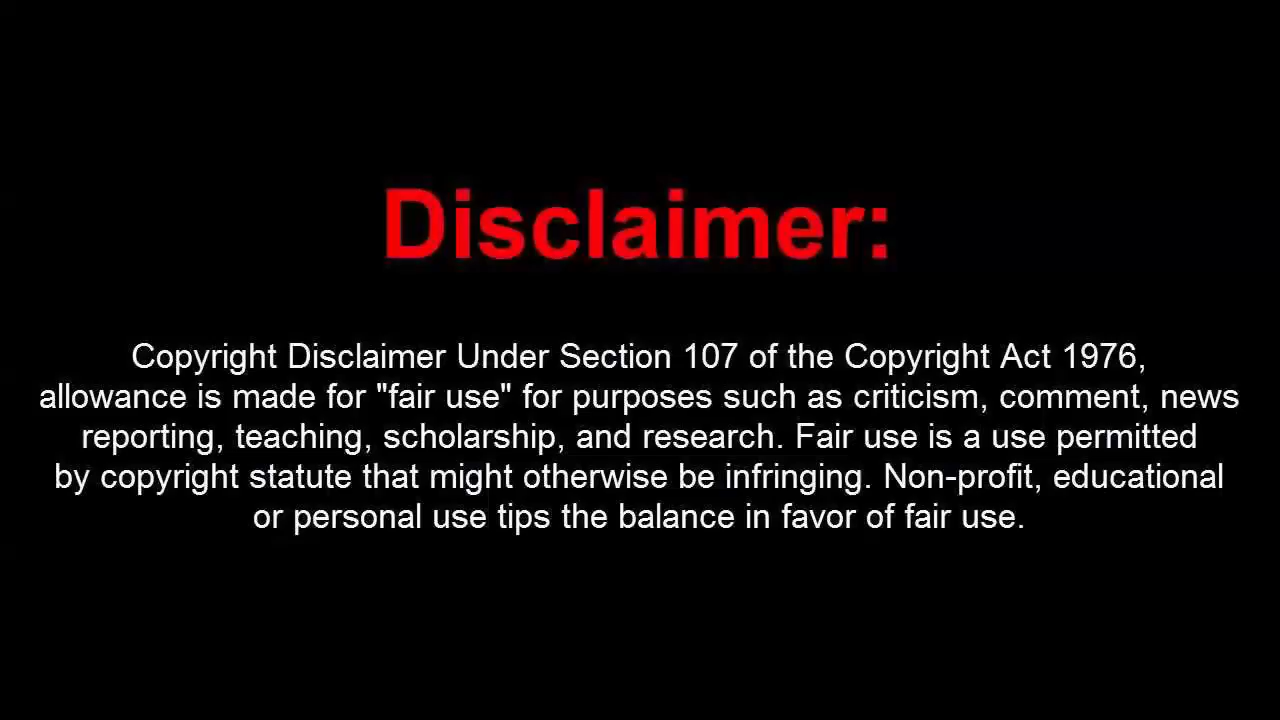 Disclaimer:
Copyright Disclaimer Under Section 107 of the Copyright Act 1976,
allowance is made for "fair use" for purposes such as criticism, comment, news
reporting, teaching, scholarship, and research. Fair use is a use permitted
by copyright statute that might otherwise be infringing. Non-profit, educational
or personal use tips the balance in favor of fair use.